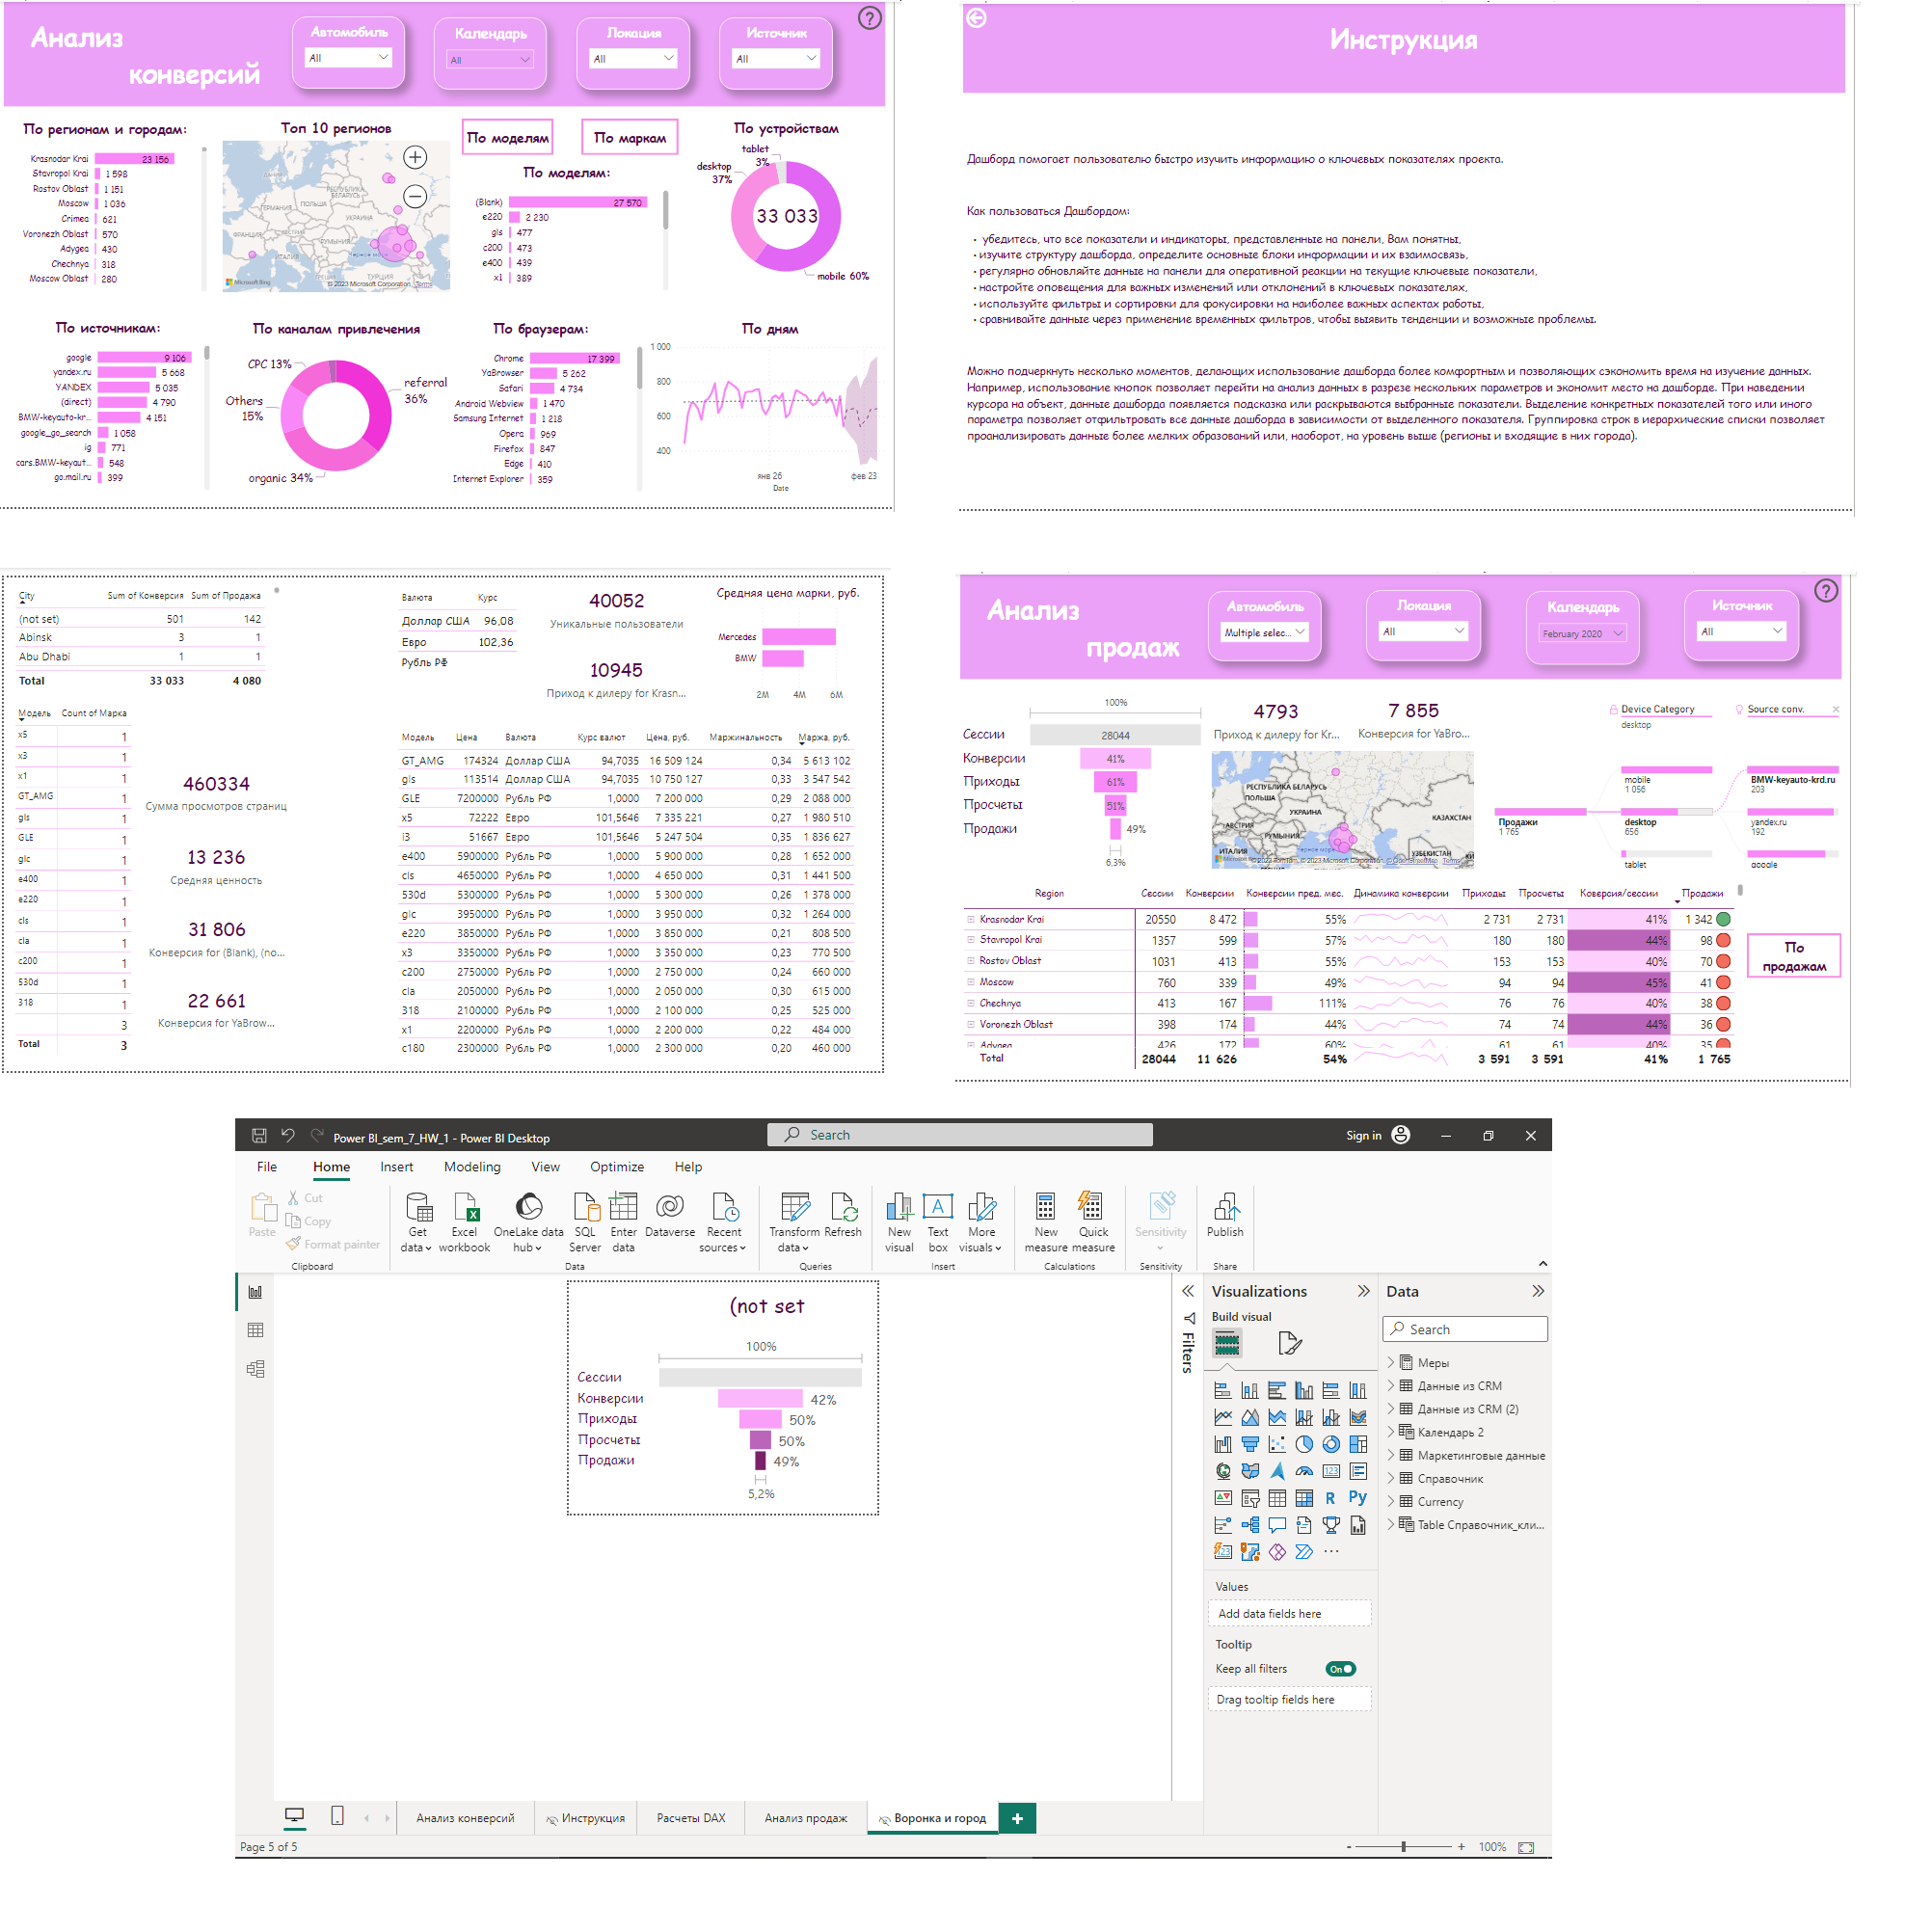 Анализ
конверсий
Автомобиль
All
Календарь
All
Локация
All
Источник
All
?
По регионам и городам:
Krasnodar Krai 23 156
Stavropol Krai 1 598
Rostov Oblast 1 151
Moscow 1 036
Crimea 621
Voronezh Oblast 570
Adygea 430
Chechnya 318
Moscow Oblast 280
Топ 10 регионов
РЕСПУБЛИКА
БЕЛАРУСЬ
ГЕРМАНИЯ
ПОЛЬША
УКРАИНА
ФРАНЦИЯ
АВСТРИЯ
РУМЫНИЯ
ИТАЛИЯ
Черное море
ТУРЦИЯ
Microsoft Bing
© 2023 Microsoft Corporation Terms
По моделям
По маркам
По моделям:
(Blank) 27 570
e220 2 230
gls 477
c200 473
e400 439
x1 389
По устройствам
tablet
3%
desktop
37%
33 033
mobile 60%
По источникам:
google 9 106
yandex.ru 5 668
YANDEX 5 035
(direct) 4 790
BMW-keyauto-kr... 4 151
google_go_search 1 058
ig 771
cars.BMW-keyaut... 548
go.mail.ru 399
По каналам привлечения
CPC 13%
Others
15%
referral
36%
organic 34%
По браузерам:
Chrome 17 399
YaBrowser 5 262
Safari 4 734
Android Webview 1 470
Samsung Internet 1 218
Opera 969
Firefox 847
Edge 410
Internet Explorer 359
По дням
1 000
800
600
400
янв 26 фев 23
Date
Инструкция
Дашборд помогает пользователю быстро изучить информацию о ключевых показателях проекта.
Как пользоваться Дашбордом:
• убедитесь, что все показатели и индикаторы, представленные на панели, Вам понятны,
• изучите структуру дашборда, определите основные блоки информации и их взаимосвязь,
• регулярно обновляйте данные на панели для оперативной реакции на текущие ключевые показатели,
• настройте оповещения для важных изменений или отклонений в ключевых показателях,
• используйте фильтры и сортировки для фокусировки на наиболее важных аспектах работы,
• сравнивайте данные через применение временных фильтров, чтобы выявить тенденции и возможные проблемы.
Можно подчеркнуть несколько моментов, делающих использование дашборда более комфортным и позволяющих сэкономить время на изучение данных.
Например, использование кнопок позволяет перейти на анализ данных в разрезе нескольких параметров и экономит место на дашборде. При наведении
курсора на объект, данные дашборда появляется подсказка или раскрываются выбранные показатели. Выделение конкретных показателей того или иного
параметра позволяет отфильтровать все данные дашборда в зависимости от выделенного показателя. Группировка строк в иерархические списки позволяет
проанализировать данные более мелких образований или, наоборот, на уровень выше (регионы и входящие в них города).
City Sum of Конверсия Sum of Продажа
(not set) 501 142
Abinsk 3 1
Abu Dhabi 1 1
Total 33 033 4 080
Модель Count of Марка
x5 1
x3 1
x1 1
GT_AMG 1
gls 1
GLE 1
glc 1
e400 1
e220 1
cls 1
cla 1
c200 1
530d 1
318 1
3
Total 3
460334
Сумма просмотров страниц
13 236
Средняя ценность
31 806
Конверсия for (Blank), (no...
22 661
Конверсия for YaBrow...
Валюта Курс
Доллар США 96,08
Евро 102,36
Рубль РФ
40052
Уникальные пользователи
10945
Приход к дилеру for Krasn...
Средняя цена марки, руб.
Mercedes
BMW
2M 4M 6M
Модель Цена Валюта Курс валют Цена, руб. Маржинальность Маржа, руб.
GT_AMG 174324 Доллар США 94,7035 16 509 124 0,34 5 613 102
gls 113514 Доллар США 94,7035 10 750 127 0,33 3 547 542
GLE 7200000 Рубль РФ 1,0000 7 200 000 0,29 2 088 000
x5 72222 Евро 101,5646 7 335 221 0,27 1 980 510
i3 51667 Евро 101,5646 5 247 504 0,35 1 836 627
e400 5900000 Рубль РФ 1,0000 5 900 000 0,28 1 652 000
cls 4650000 Рубль РФ 1,0000 4 650 000 0,31 1 441 500
530d 5300000 Рубль РФ 1,0000 5 300 000 0,26 1 378 000
glc 3950000 Рубль РФ 1,0000 3 950 000 0,32 1 264 000
e220 3850000 Рубль РФ 1,0000 3 850 000 0,21 808 500
x3 3350000 Рубль РФ 1,0000 3 350 000 0,23 770 500
c200 2750000 Рубль РФ 1,0000 2 750 000 0,24 660 000
cla 2050000 Рубль РФ 1,0000 2 050 000 0,30 615 000
318 2100000 Рубль РФ 1,0000 2 100 000 0,25 525 000
x1 2200000 Рубль РФ 1,0000 2 200 000 0,22 484 000
c180 2300000 Рубль РФ 1,0000 2 300 000 0,20 460 000
Анализ
продаж
Автомобиль
Multiple selec...
Локация
All
Календарь
February 2020
Источник
All
?
100%
Сессии 28044
Конверсии 41%
Приходы 61%
Просчеты 51%
Продажи 49%
6,3%
4793
Приход к дилеру for Kr...
7 855
Конверсия for YaBro...
РЕСПУБЛИКА БЕЛАРУСЬ
ПОЛЬША
УКРАИНА
КАЗАХСТАН
АВСТРИЯ
РУМЫНИЯ
ИТАЛИЯ
Черное море
УЗБЕКИСТАН
© 2023 TomTom, © 2023 Microsoft Corporation, © OpenStreetMap Terms
Device Category
desktop
Source conv.
Продажи
1 765
mobile
1 056
desktop
656
tablet
BMW-keyauto-krd.ru
203
yandex.ru
192
google
Region Сессии Конверсии Конверсии пред. мес. Динамика конверсии Приходы Просчеты Коверсия/сессии Продажи
Krasnodar Krai 20550 8 472 55% 2 731 2 731 41% 1 342
Stavropol Krai 1357 599 57% 180 180 44% 98
Rostov Oblast 1031 413 55% 153 153 40% 70
Moscow 760 339 49% 94 94 45% 41
Chechnya 413 167 111% 76 76 40% 38
Voronezh Oblast 398 174 44% 74 74 44% 36
Adygea 426 172 60% 61 61 40% 35
Total 28044 11 626 54% 3 591 3 591 41% 1 765
По
продажам
Power BI_sem_7_HW_1 - Power BI Desktop
Search
Sign in
File Home Insert Modeling View Optimize Help
Paste
Cut
Copy
Format painter
Clipboard
Get
data
Excel
workbook
OneLake data
hub
SQL
Server
Enter
data
Dataverse
Recent
sources
Data
Transform
data
Refresh
Queries
New
visual
Text
box
More
visuals
Insert
New
measure
Quick
measure
Calculations
Sensitivity
Sensitivity
Publish
Share
(not set
100%
Сессии
Конверсии 42%
Приходы 50%
Просчеты 50%
Продажи 49%
5,2%
Filters
Visualizations
Build visual
123
R
Py
123
Values
Add data fields here
Tooltip
Keep all filters
On
Drag tooltip fields here
Data
Search
Меры
Данные из CRM
Данные из CRM (2)
Календарь 2
Маркетинговые данные
Справочник
Currency
Table Справочник_кли...
Анализ конверсий
Инструкция
Расчеты DAX
Анализ продаж
Воронка и город
Page 5 of 5
100%